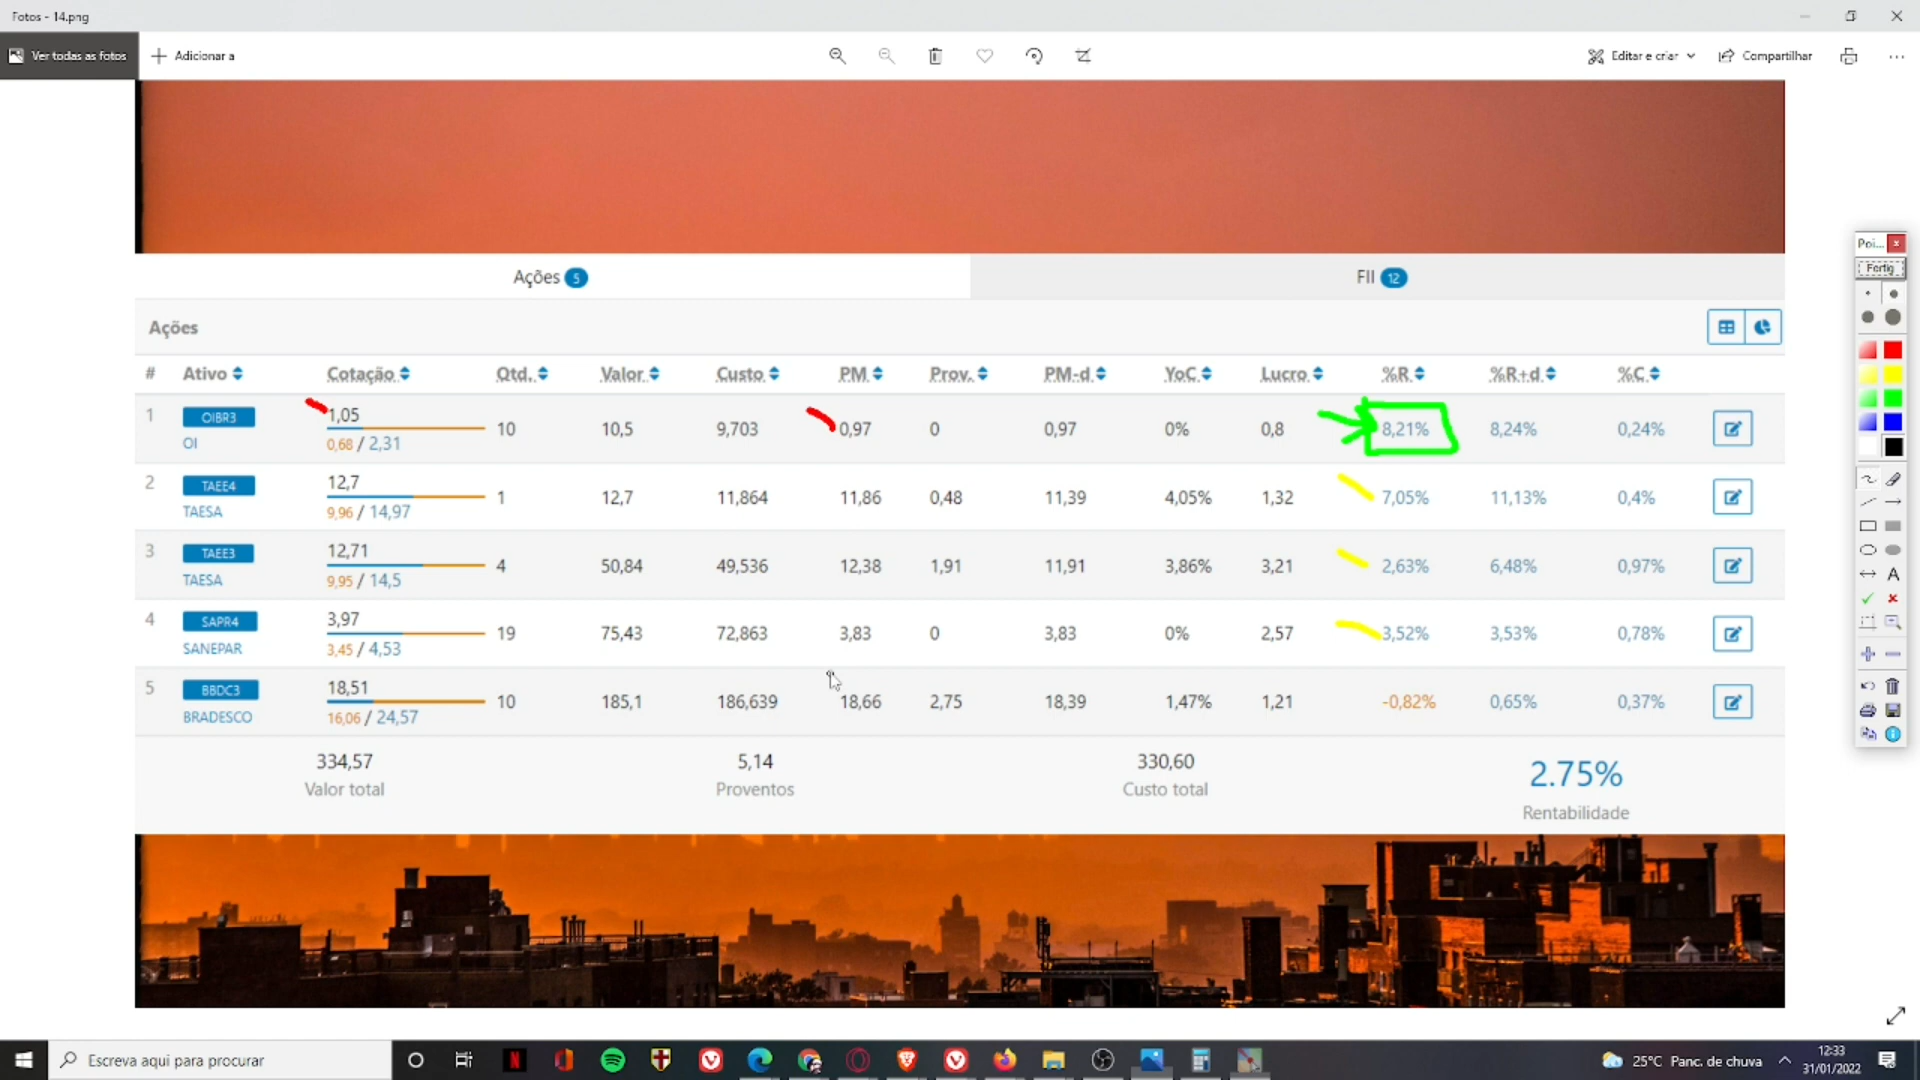 Fotos - 14.png
Ver todas as fotos
Adicionar a
Editar e criar
Compartilhar
Ações 5
FII 12
Ações
# Ativo Cotação Qtd. Valor Custo PM Prov. PM-d YoC Lucro %R %R+d %C
1 OIBR3 OI 1,05 0,68 / 2,31 10 10,5 9,703 0,97 0 0,97 0% 0,8 8,21% 8,24% 0,24%
2 TAEE4 TAESA 12,7 9,96 / 14,97 1 12,7 11,864 11,86 0,48 11,39 4,05% 1,32 7,05% 11,13% 0,4%
3 TAEE3 TAESA 12,71 9,95 / 14,5 4 50,84 49,536 12,38 1,91 11,91 3,86% 3,21 2,63% 6,48% 0,97%
4 SAPR4 SANEPAR 3,97 3,45 / 4,53 19 75,43 72,863 3,83 0 3,83 0% 2,57 3,52% 3,53% 0,78%
5 BBDC3 BRADESCO 18,51 16,06 / 24,57 10 185,1 186,639 18,66 2,75 18,39 1,47% 1,21 -0,82% 0,65% 0,37%
334,57 5,14 330,60 2.75%
Valor total Proventos Custo total Rentabilidade
Poi...
Fertig
A
Escreva aqui para procurar
25°C Panc. de chuva
12:33
31/01/2022